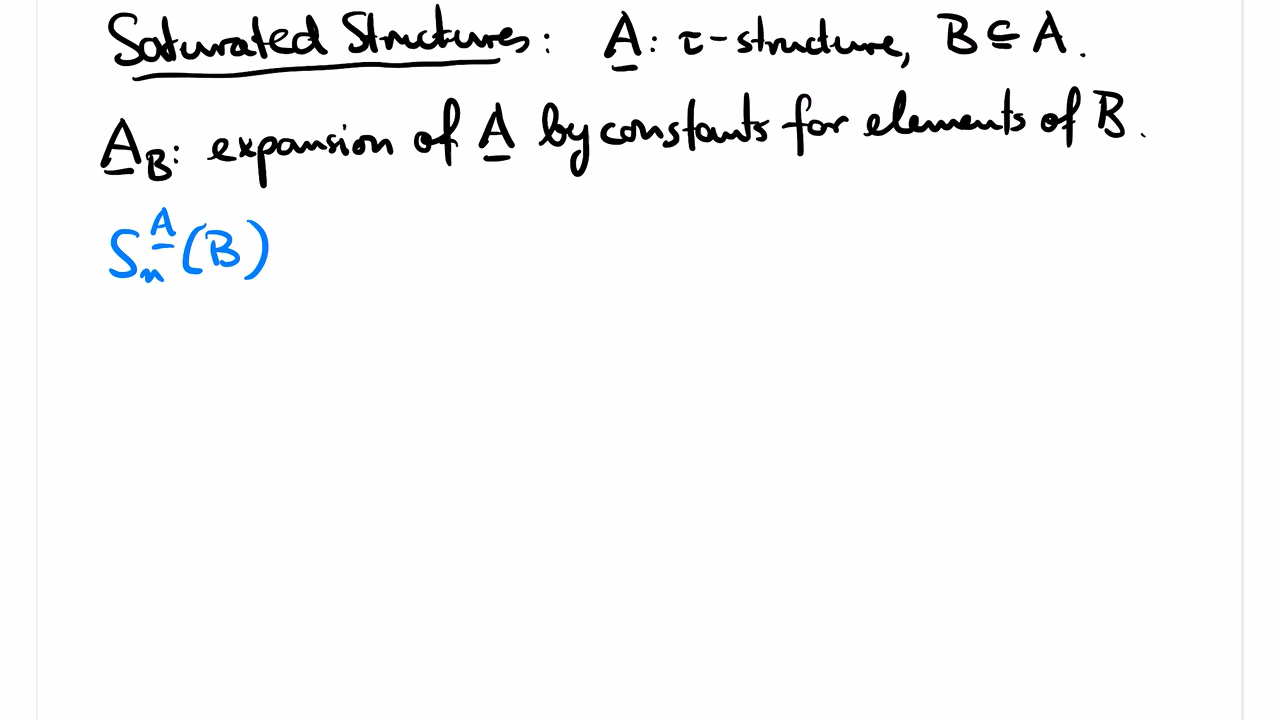 Saturated Structures: A: τ-structure, B ⊆ A.
A_B: expansion of A by constants for elements of B.
S_n^A(B)